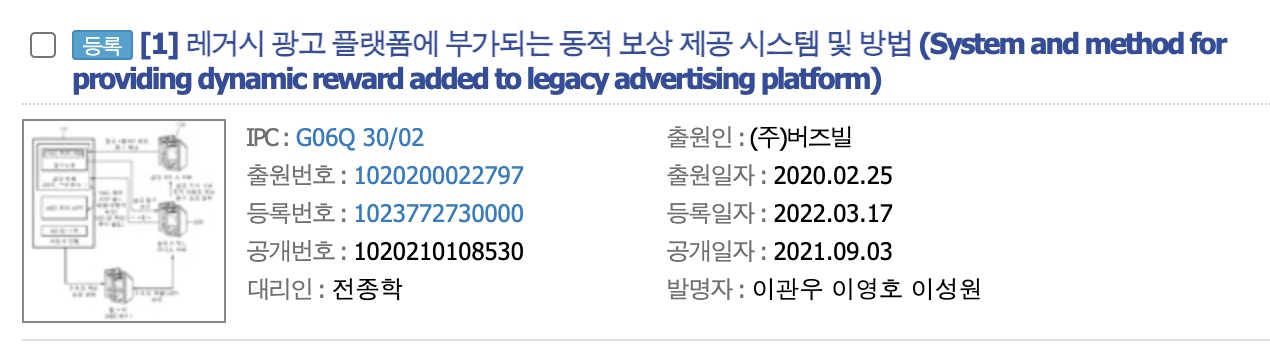 등록 [1] 레거시 광고 플랫폼에 부가되는 동적 보상 제공 시스템 및 방법 (System and method for
providing dynamic reward added to legacy advertising platform)
IPC : G06Q 30/02
출원인 : (주)버즈빌
출원번호 : 1020200022797
출원일자 : 2020.02.25
등록번호 : 1023772730000
등록일자 : 2022.03.17
공개번호 : 1020210108530
공개일자 : 2021.09.03
대리인 : 전종학
발명자 : 이관우 이영호 이성원